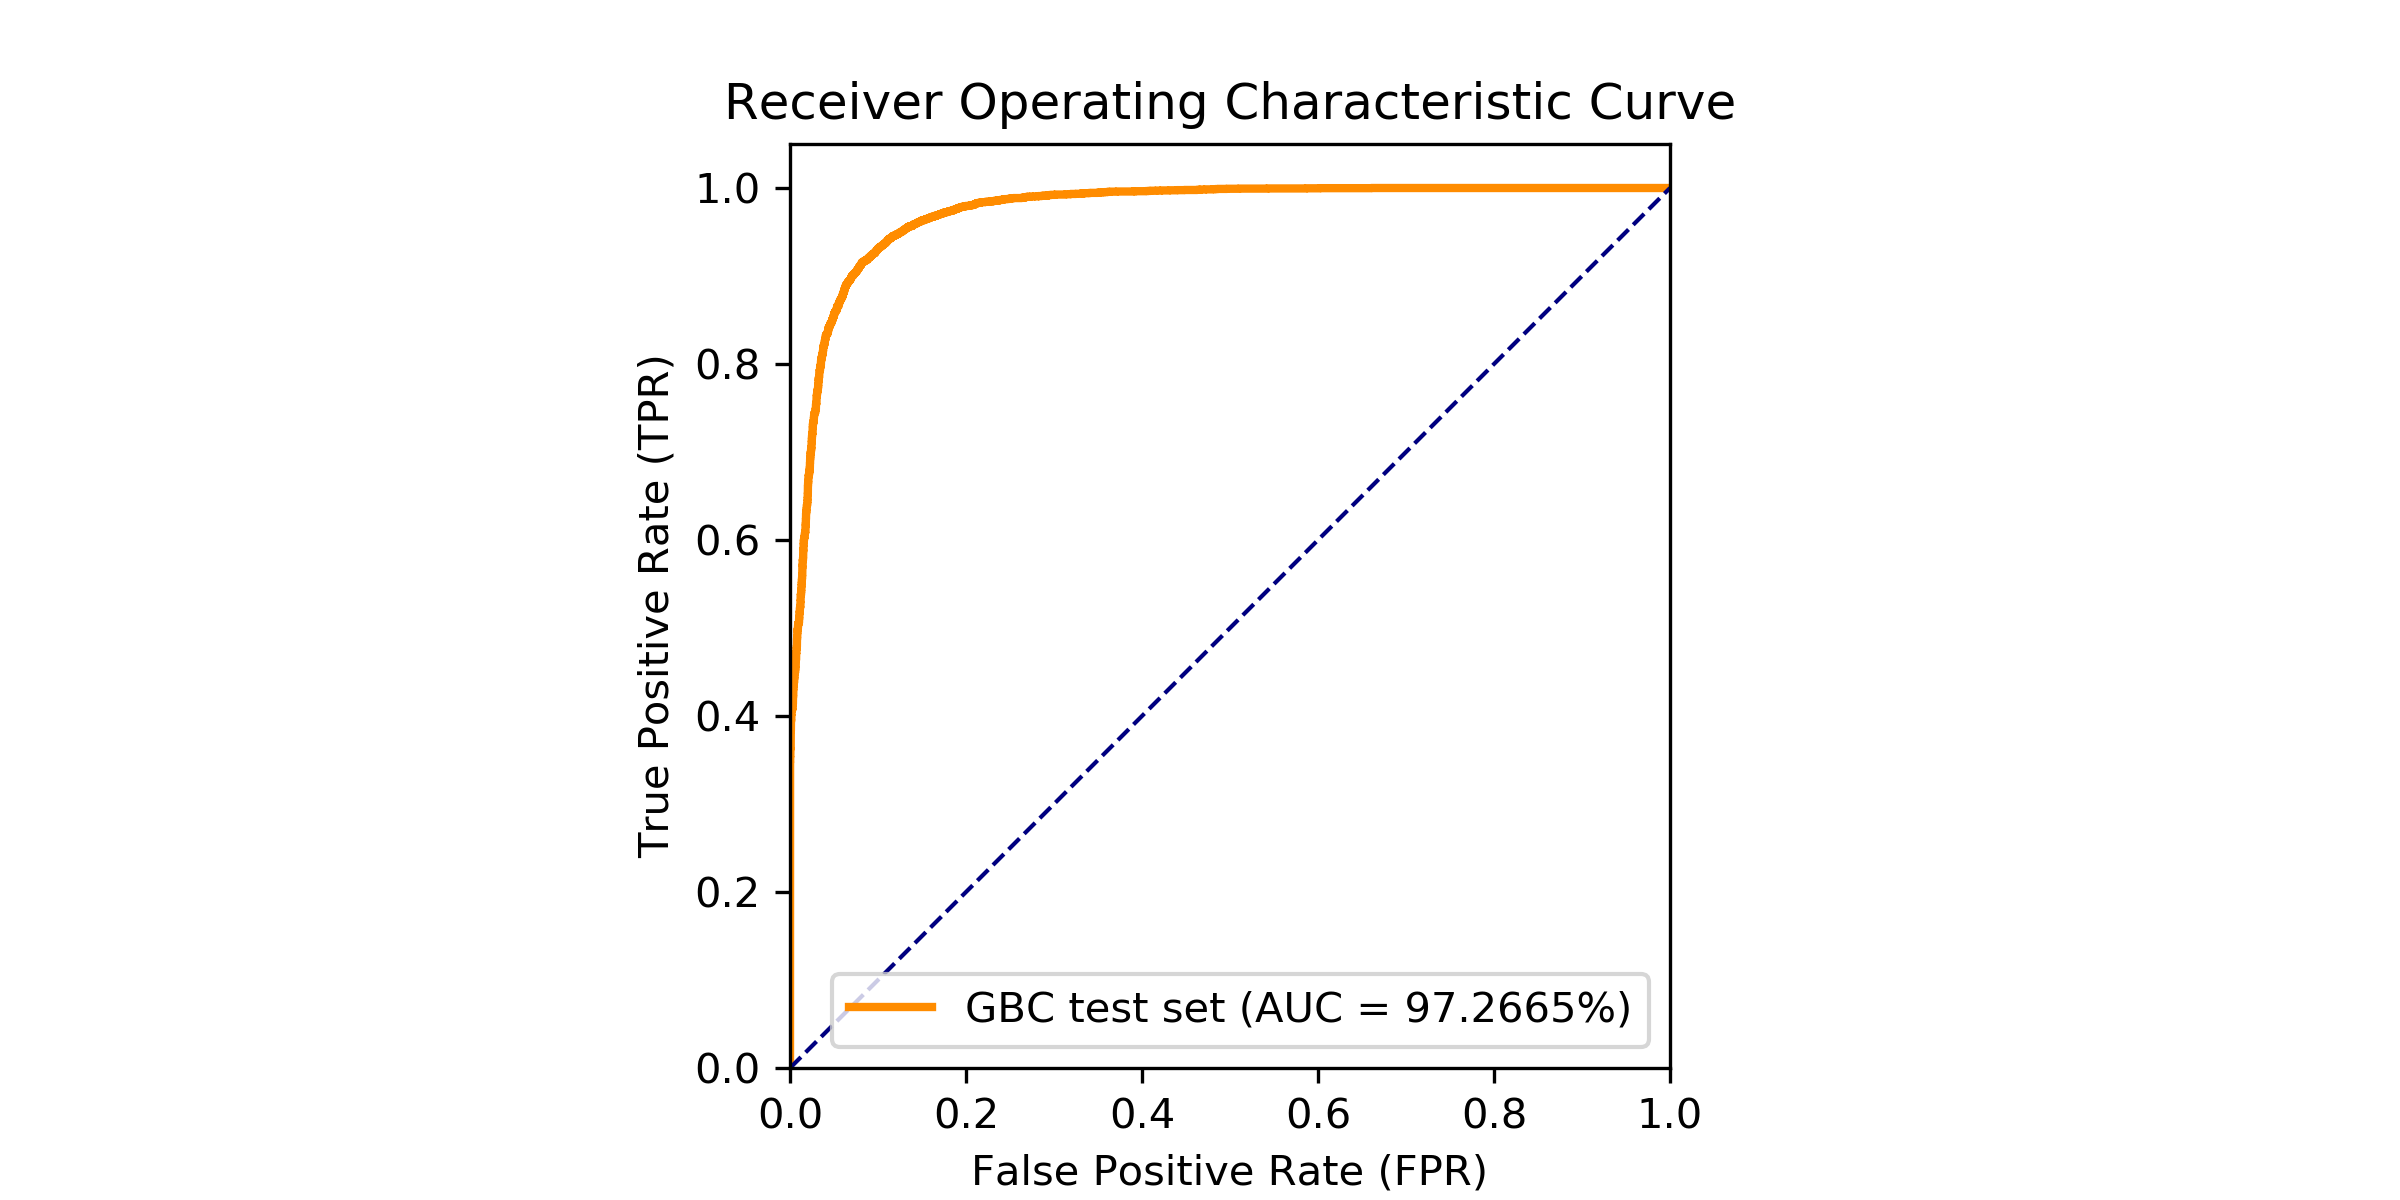 Receiver Operating Characteristic Curve
True Positive Rate (TPR)
1.0
0.8
0.6
0.4
0.2
0.0
GBC test set (AUC = 97.2665%)
0.0 0.2 0.4 0.6 0.8 1.0
False Positive Rate (FPR)